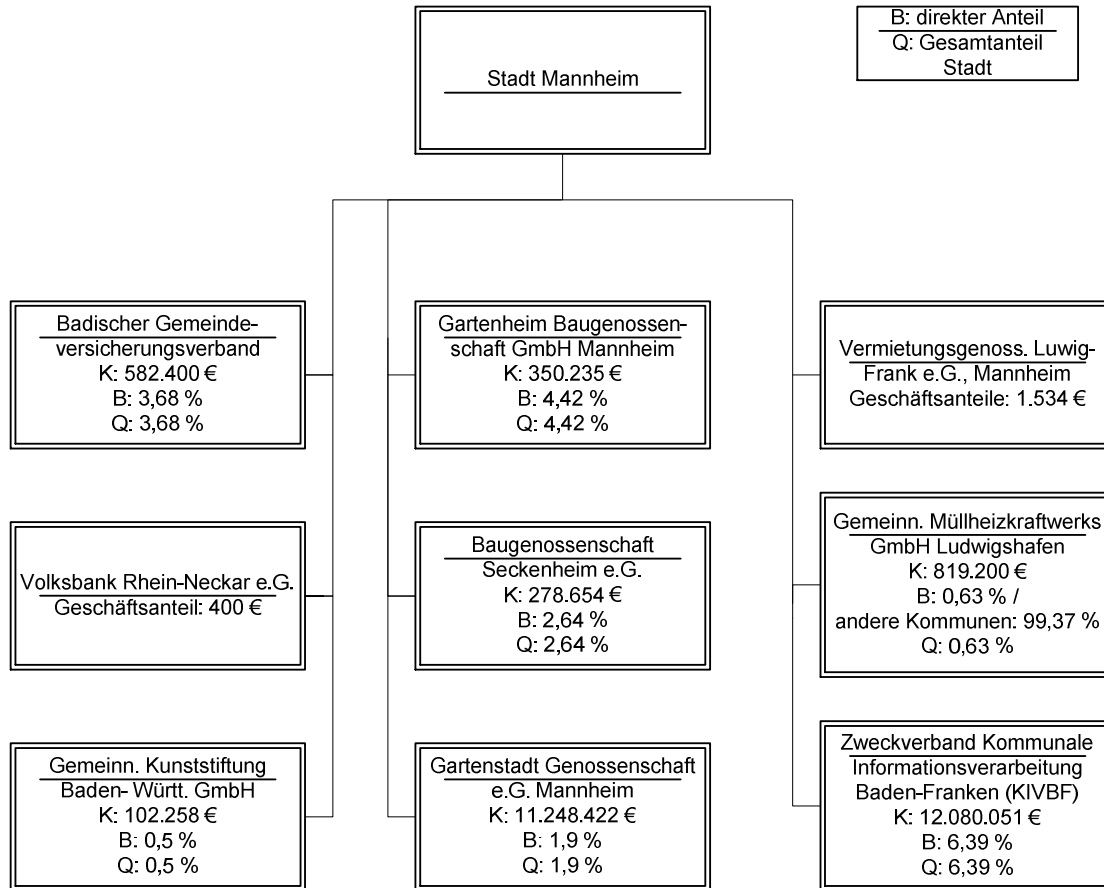 B: direkter Anteil
Q: Gesamtanteil
Stadt
Stadt Mannheim
Badischer Gemeinde-
versicherungsverband
K: 582.400 €
B: 3,68 %
Q: 3,68 %
Gartenheim Baugenossen-
schaft GmbH Mannheim
K: 350.235 €
B: 4,42 %
Q: 4,42 %
Vermietungsgenoss. Luwig-
Frank e.G., Mannheim
Geschäftsanteile: 1.534 €
Volksbank Rhein-Neckar e.G.
Geschäftsanteil: 400 €
Baugenossenschaft
Seckenheim e.G.
K: 278.654 €
B: 2,64 %
Q: 2,64 %
Gemeinn. Müllheizkraftwerks
GmbH Ludwigshafen
K: 819.200 €
B: 0,63 % /
andere Kommunen: 99,37 %
Q: 0,63 %
Gemeinn. Kunststiftung
Baden- Württ. GmbH
K: 102.258 €
B: 0,5 %
Q: 0,5 %
Gartenstadt Genossenschaft
e.G. Mannheim
K: 11.248.422 €
B: 1,9 %
Q: 1,9 %
Zweckverband Kommunale
Informationsverarbeitung
Baden-Franken (KIVBF)
K: 12.080.051 €
B: 6,39 %
Q: 6,39 %